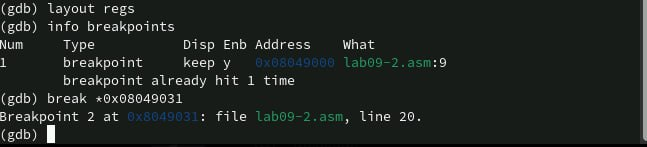 (gdb) layout regs
(gdb) info breakpoints
Num     Type           Disp Enb Address    What
1       breakpoint     keep y   0x08049000 lab09-2.asm:9
        breakpoint already hit 1 time
(gdb) break *0x08049031
Breakpoint 2 at 0x8049031: file lab09-2.asm, line 20.
(gdb)